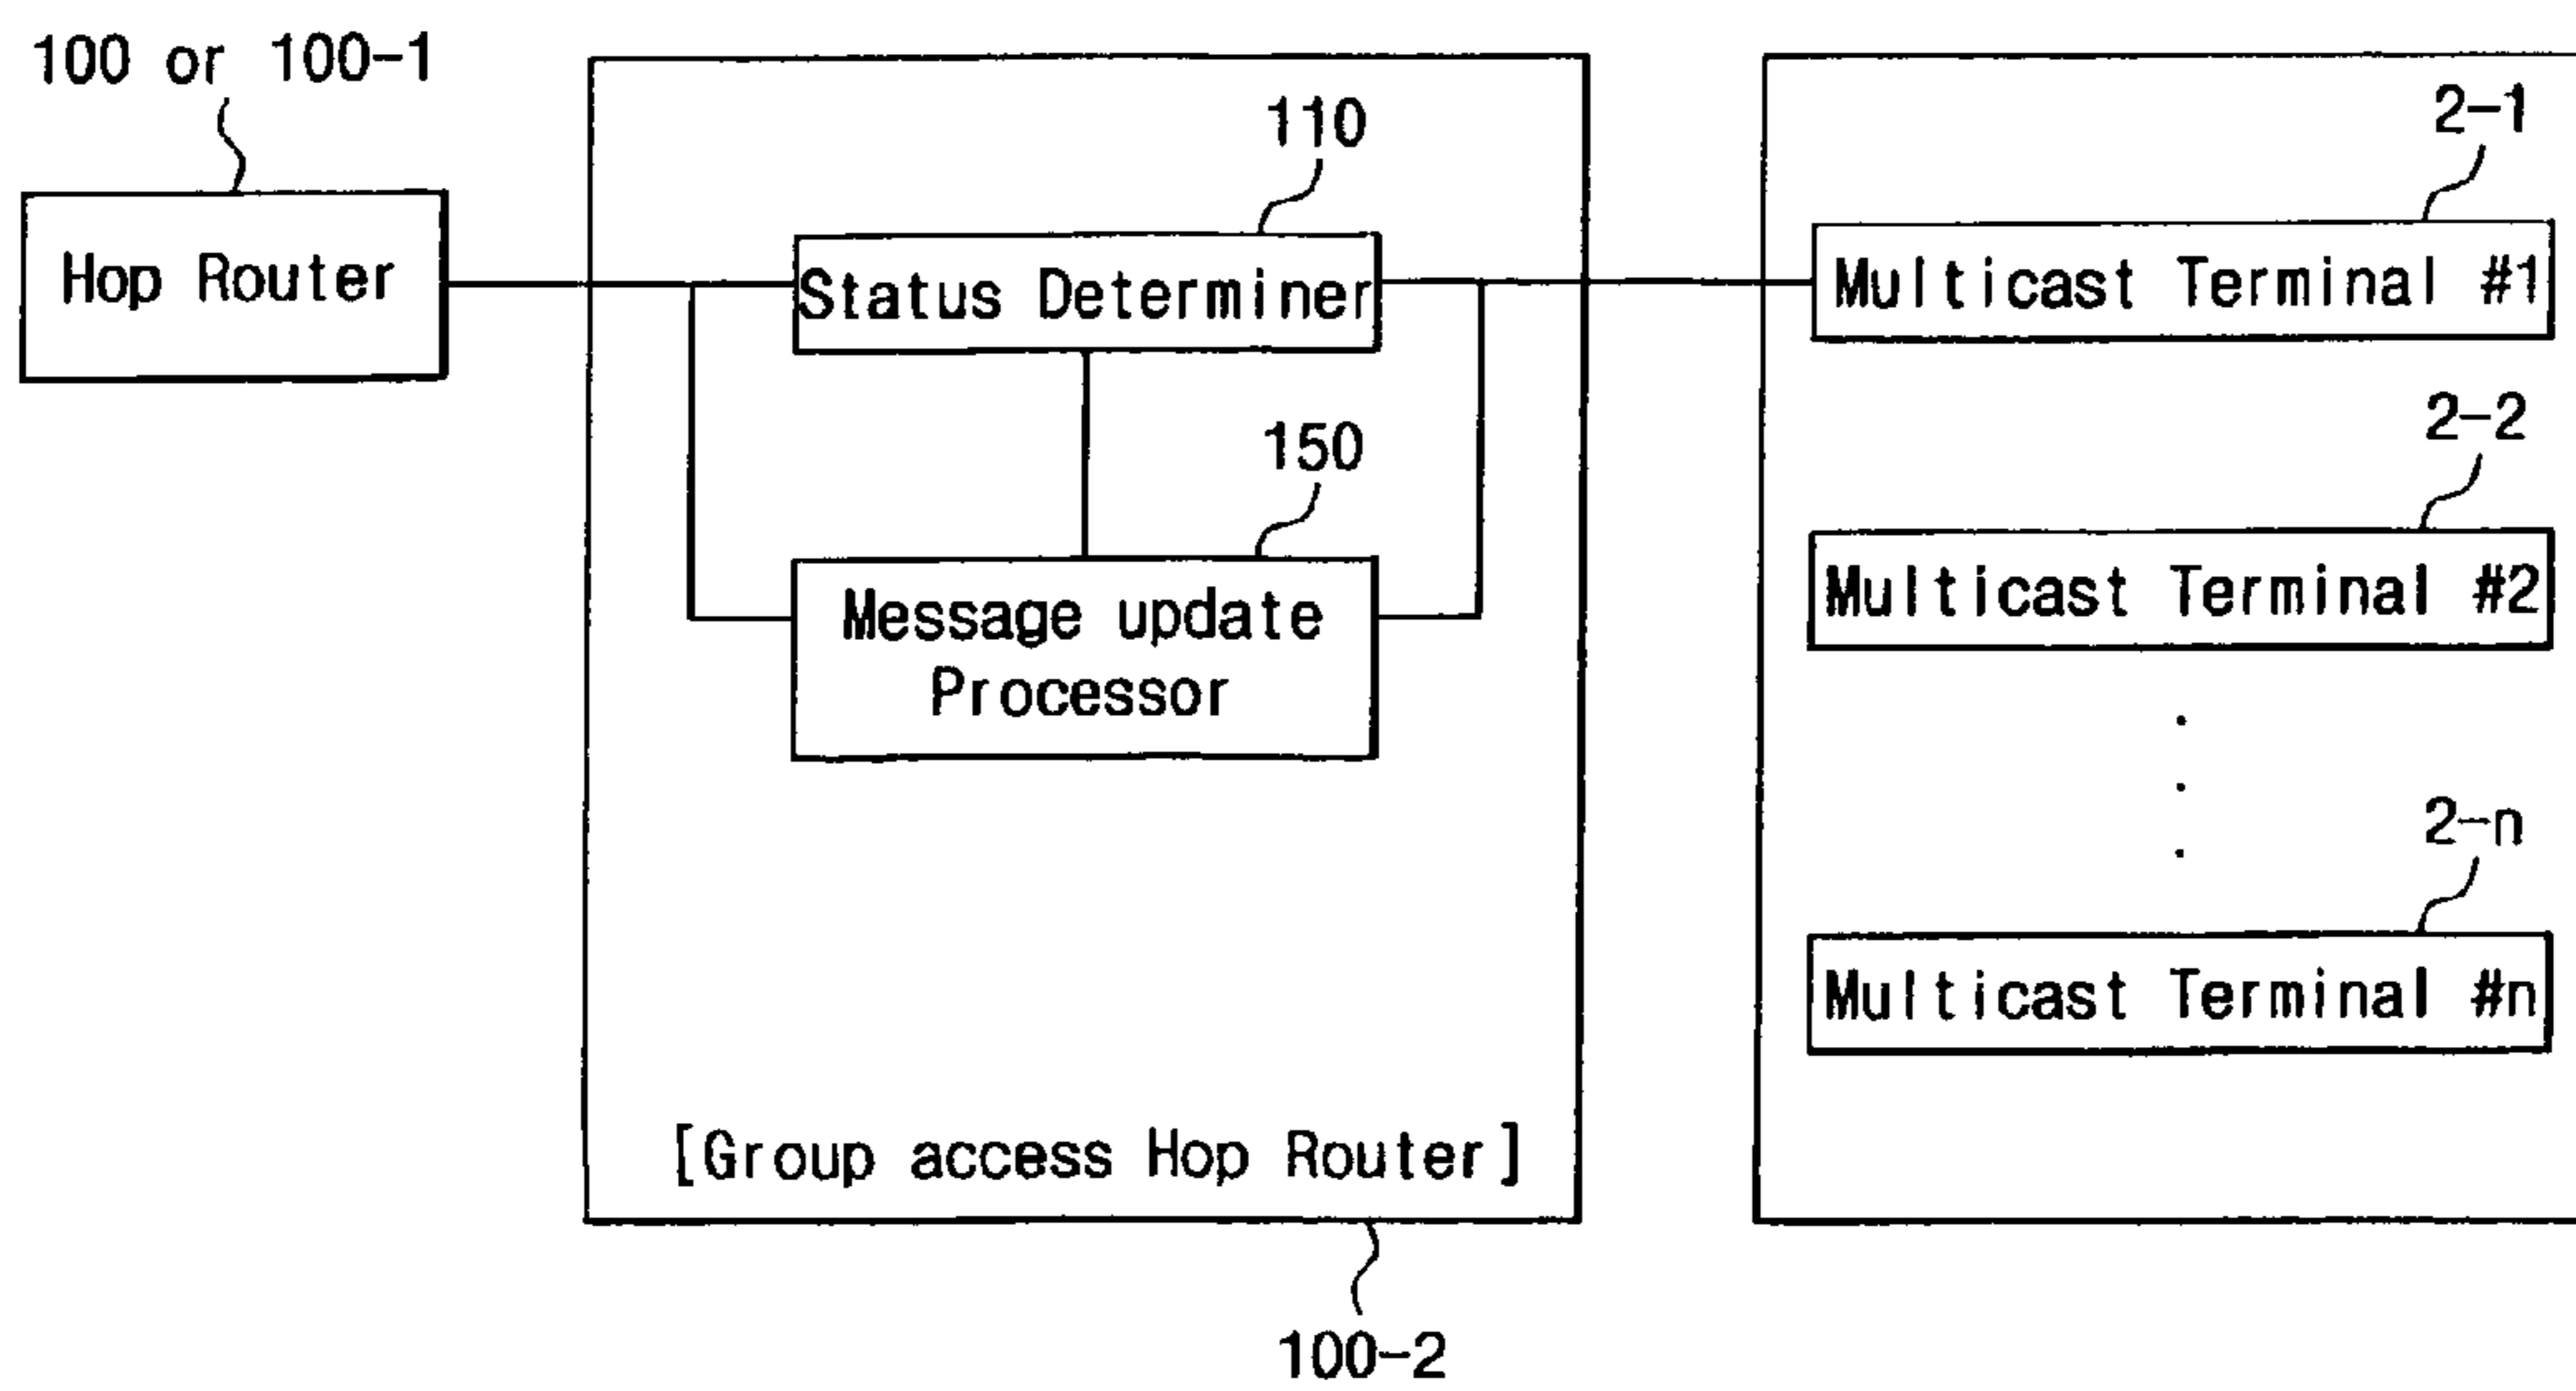 100 or 100-1
Hop Router
110
Status Determiner
150
Message update
Processor
[Group access Hop Router]
100-2
2-1
Multicast Terminal #1
2-2
Multicast Terminal #2
2-n
Multicast Terminal #n